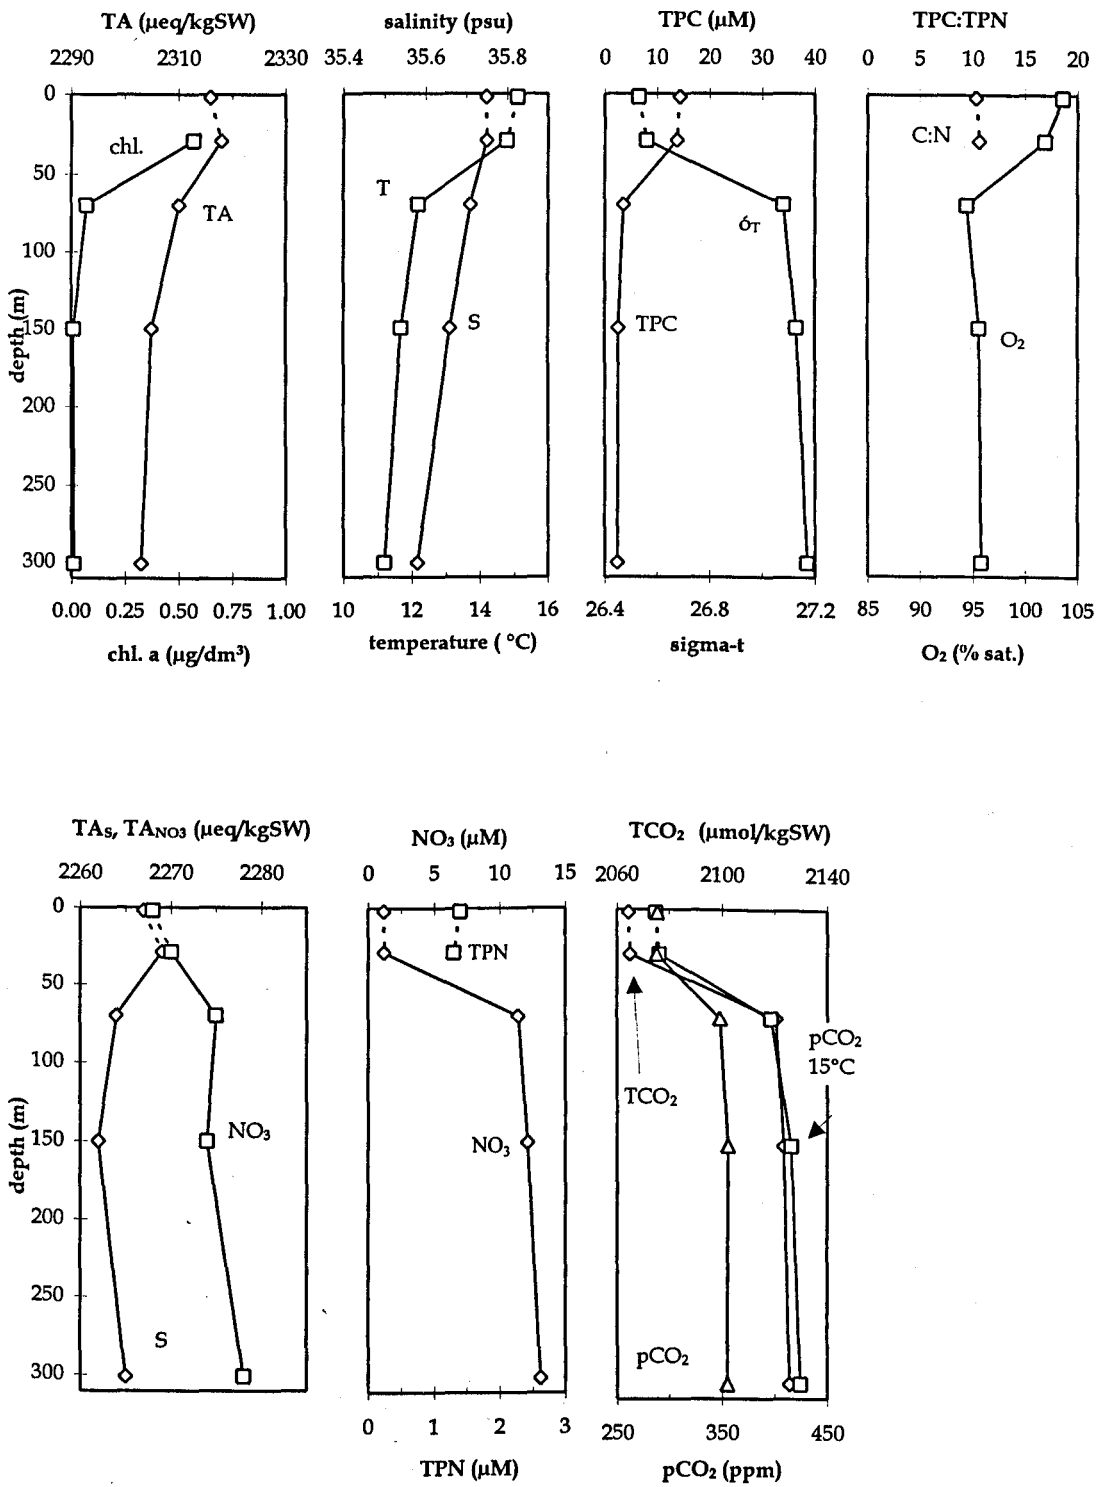 TA (µeq/kgSW) salinity (psu) TPC (µM) TPC:TPN
2290 2310 2330 35.4 35.6 35.8 0 10 20 30 40 0 5 10 15 20
0
chl. C:N
50
T
TA
σT
100
depth (m)
150 S TPC O₂
200
250
300
0.00 0.25 0.50 0.75 1.00 10 12 14 16 26.4 26.8 27.2 85 90 95 100 105
chl. a (µg/dm³) temperature ( °C) sigma-t O₂ (% sat.)
TAS, TANO3 (µeq/kgSW) NO₃ (µM) TCO₂ (µmol/kgSW)
2260 2270 2280 0 5 10 15 2060 2100 2140
0
TPN
50
pCO₂
15°C
100
TCO₂
depth (m)
150 NO₃ NO₃
200
250
S pCO₂
300
0 1 2 3 250 350 450
TPN (µM) pCO₂ (ppm)